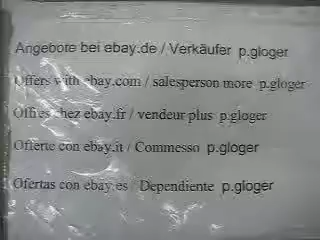 Angebote bei ebay.de / Verkäufer p.gloger
Offers with ebay.com / salesperson more p.gloger
Offres chez ebay.fr / vendeur plus p.gloger
Offerte con ebay.it / Commesso p.gloger
Ofertas con ebay.es / Dependiente p.gloger